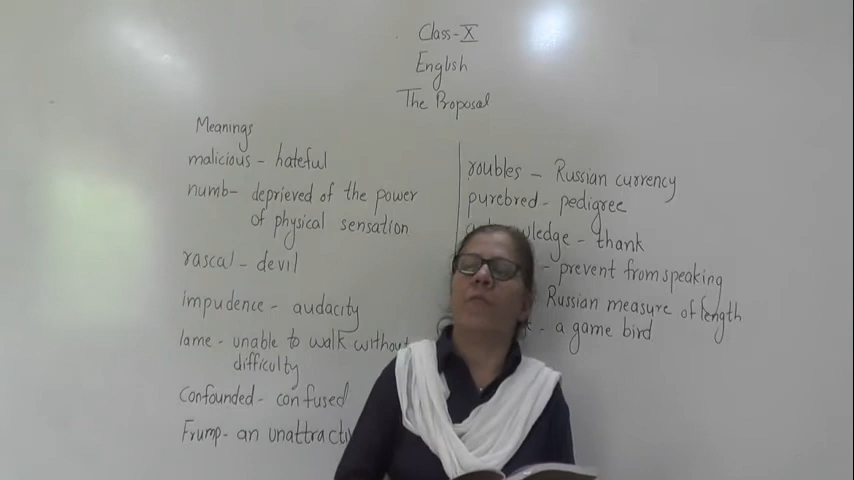 Class-X
English
The Proposal
Meanings
malicious - hateful
numb- deprieved of the power
of physical sensation
rascal - devil
impudence - audacity
lame - unable to walk without
difficulty
Confounded - confused
Frump- an
roubles - Russian currency
purebred - pedigree
- thank
- prevent from speaking
Russian measure of length
- a game bird